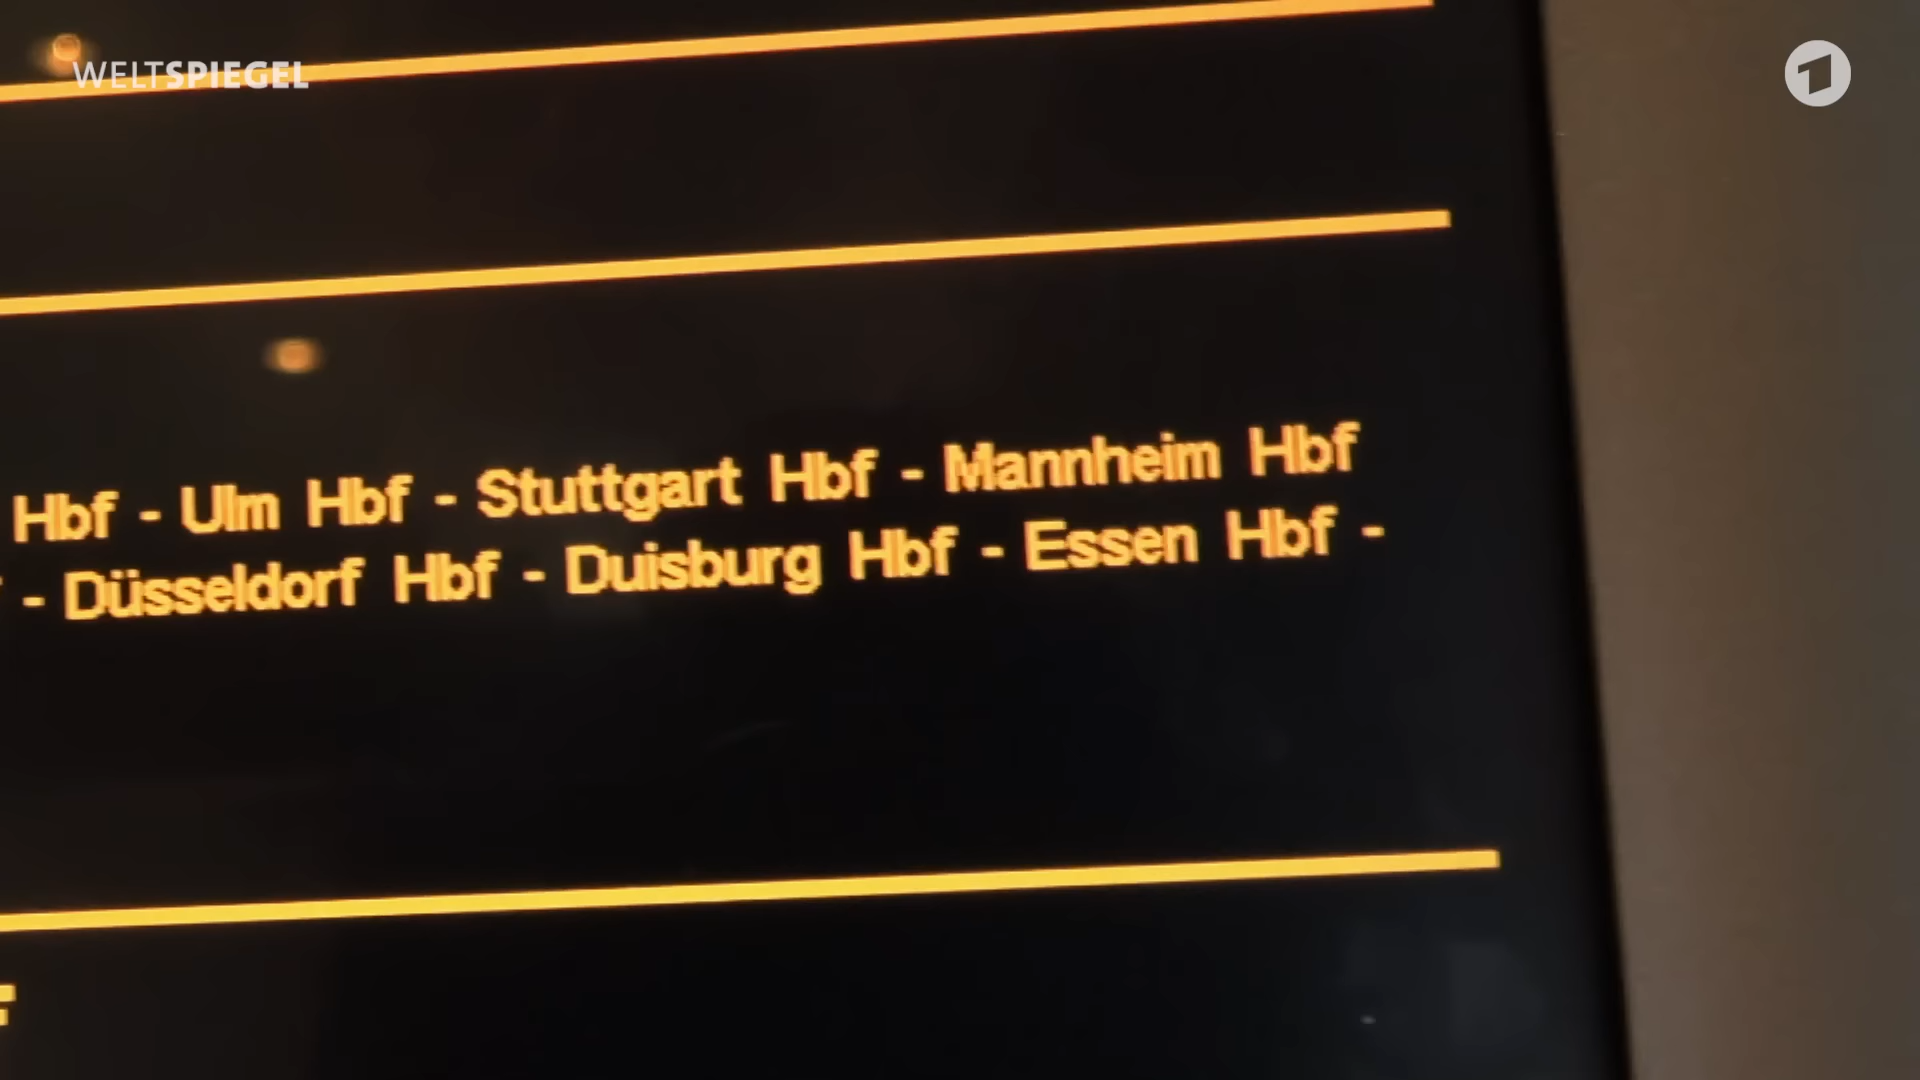 WELTSPIEGEL
Hbf - Ulm Hbf - Stuttgart Hbf - Mannheim Hbf
- Düsseldorf Hbf - Duisburg Hbf - Essen Hbf -